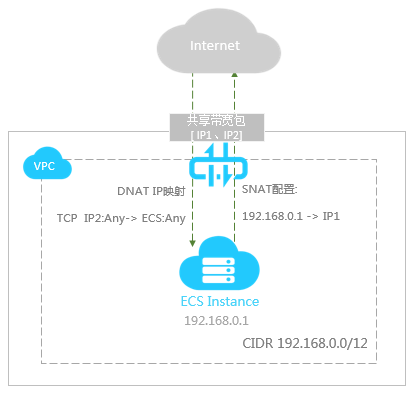 Internet
共享带宽包
[ IP1、IP2]
VPC
DNAT IP映射
SNAT配置:
TCP IP2:Any-> ECS:Any
192.168.0.1 -> IP1
ECS Instance
192.168.0.1
CIDR 192.168.0.0/12